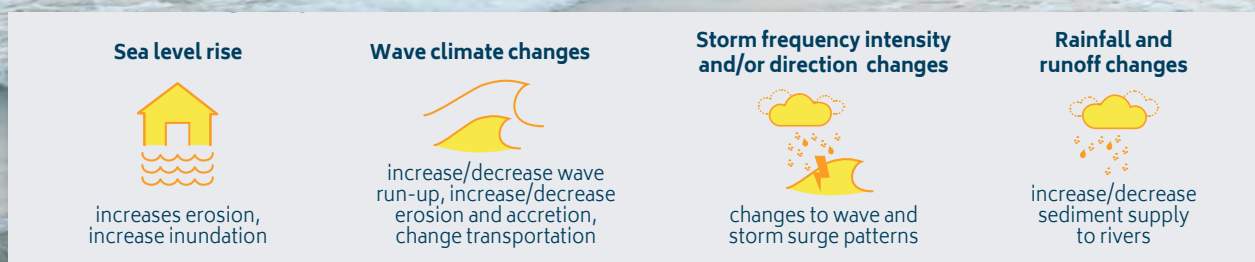 Sea level rise
increases erosion,
increase inundation
Wave climate changes
increase/decrease wave
run-up, increase/decrease
erosion and accretion,
change transportation
Storm frequency intensity
and/or direction changes
changes to wave and
storm surge patterns
Rainfall and
runoff changes
increase/decrease
sediment supply
to rivers